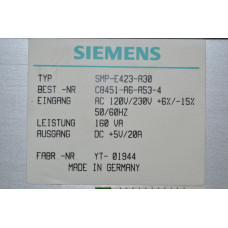 SIEMENS
TYP SMP-E423-A30
BEST -NR C8451-A6-A53-4
EINGANG AC 120V/230V +6%/-15%
50/60HZ
LEISTUNG 160 VA
AUSGANG DC +5V/20A
FABR -NR YT- 01944
MADE IN GERMANY